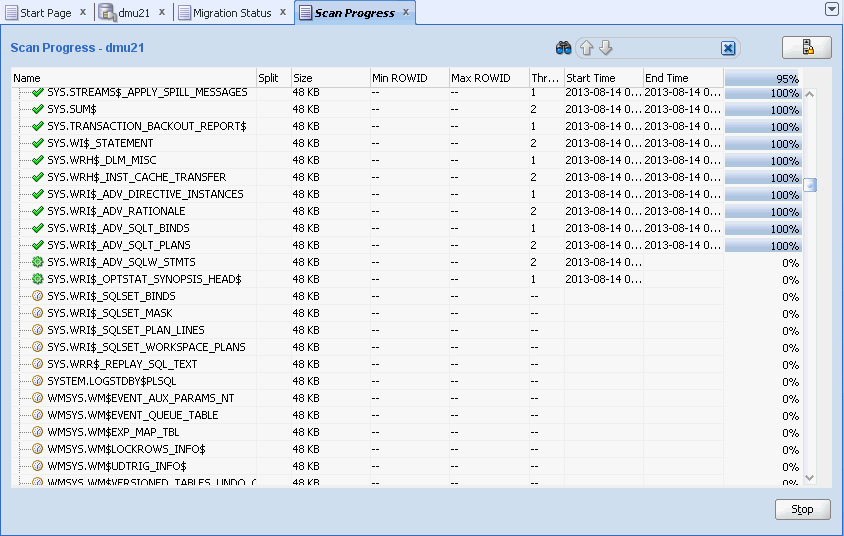 Start Page x dmu21 x Migration Status x Scan Progress x
Scan Progress - dmu21
Name Split Size Min ROWID Max ROWID Thr... Start Time End Time 95%
SYS.STREAMS$_APPLY_SPILL_MESSAGES 48 KB -- -- 1 2013-08-14 0... 2013-08-14 0... 100%
SYS.SUM$ 48 KB -- -- 2 2013-08-14 0... 2013-08-14 0... 100%
SYS.TRANSACTION_BACKOUT_REPORT$ 48 KB -- -- 1 2013-08-14 0... 2013-08-14 0... 100%
SYS.WI$_STATEMENT 48 KB -- -- 2 2013-08-14 0... 2013-08-14 0... 100%
SYS.WRH$_DLM_MISC 48 KB -- -- 1 2013-08-14 0... 2013-08-14 0... 100%
SYS.WRH$_INST_CACHE_TRANSFER 48 KB -- -- 2 2013-08-14 0... 2013-08-14 0... 100%
SYS.WRI$_ADV_DIRECTIVE_INSTANCES 48 KB -- -- 1 2013-08-14 0... 2013-08-14 0... 100%
SYS.WRI$_ADV_RATIONALE 48 KB -- -- 2 2013-08-14 0... 2013-08-14 0... 100%
SYS.WRI$_ADV_SQLT_BINDS 48 KB -- -- 1 2013-08-14 0... 2013-08-14 0... 100%
SYS.WRI$_ADV_SQLT_PLANS 48 KB -- -- 2 2013-08-14 0... 2013-08-14 0... 100%
SYS.WRI$_ADV_SQLW_STMTS 48 KB -- -- 2 2013-08-14 0... 0%
SYS.WRI$_OPTSTAT_SYNOPSIS_HEAD$ 48 KB -- -- 1 2013-08-14 0... 0%
SYS.WRI$_SQLSET_BINDS 48 KB -- -- -- 0%
SYS.WRI$_SQLSET_MASK 48 KB -- -- -- 0%
SYS.WRI$_SQLSET_PLAN_LINES 48 KB -- -- -- 0%
SYS.WRI$_SQLSET_WORKSPACE_PLANS 48 KB -- -- -- 0%
SYS.WRR$_REPLAY_SQL_TEXT 48 KB -- -- -- 0%
SYSTEM.LOGSTDBY$PLSQL 48 KB -- -- -- 0%
WMSYS.WM$EVENT_AUX_PARAMS_NT 48 KB -- -- -- 0%
WMSYS.WM$EVENT_QUEUE_TABLE 48 KB -- -- -- 0%
WMSYS.WM$EXP_MAP_TBL 48 KB -- -- -- 0%
WMSYS.WM$LOCKROWS_INFO$ 48 KB -- -- -- 0%
WMSYS.WM$UDTRIG_INFO$ 48 KB -- -- -- 0%
WMSYS.WM$VERSIONED_TABLES_UNDO_C 48 KB -- -- -- 0%
Stop